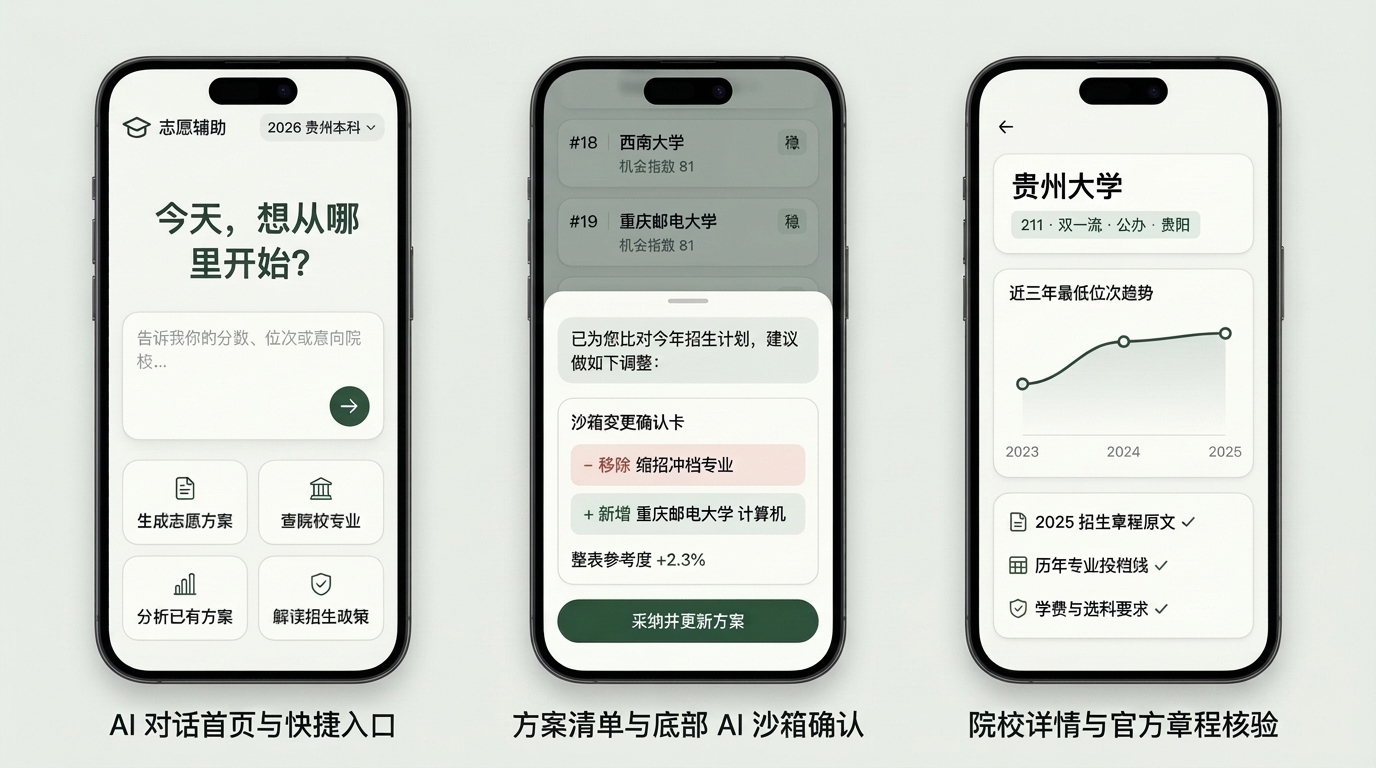 志愿辅助
2026 贵州本科
今天，想从哪
里开始？
告诉我你的分数、位次或意向院
校...
生成志愿方案
查院校专业
分析已有方案
解读招生政策
AI 对话首页与快捷入口
#18 西南大学 稳
机会指数 81
#19 重庆邮电大学 稳
机会指数 81
已为您比对今年招生计划，建议
做如下调整：
沙箱变更确认卡
− 移除 缩招冲档专业
+ 新增 重庆邮电大学 计算机
整表参考度 +2.3%
采纳并更新方案
方案清单与底部 AI 沙箱确认
贵州大学
211 · 双一流 · 公办 · 贵阳
近三年最低位次趋势
2023 2024 2025
2025 招生章程原文
历年专业投档线
学费与选科要求
院校详情与官方章程核验